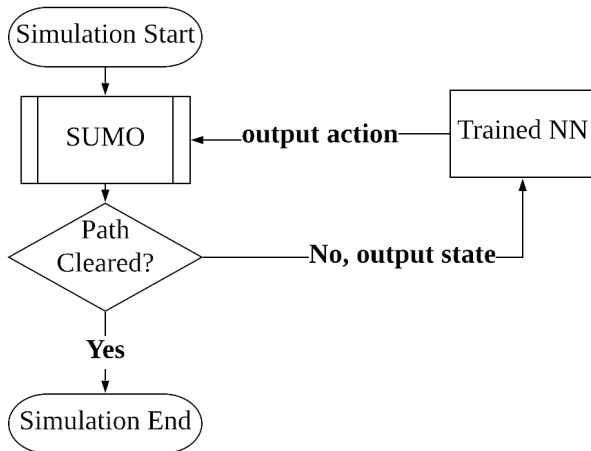 Simulation Start
SUMO
output action
Trained NN
Path
Cleared?
No, output state
Yes
Simulation End